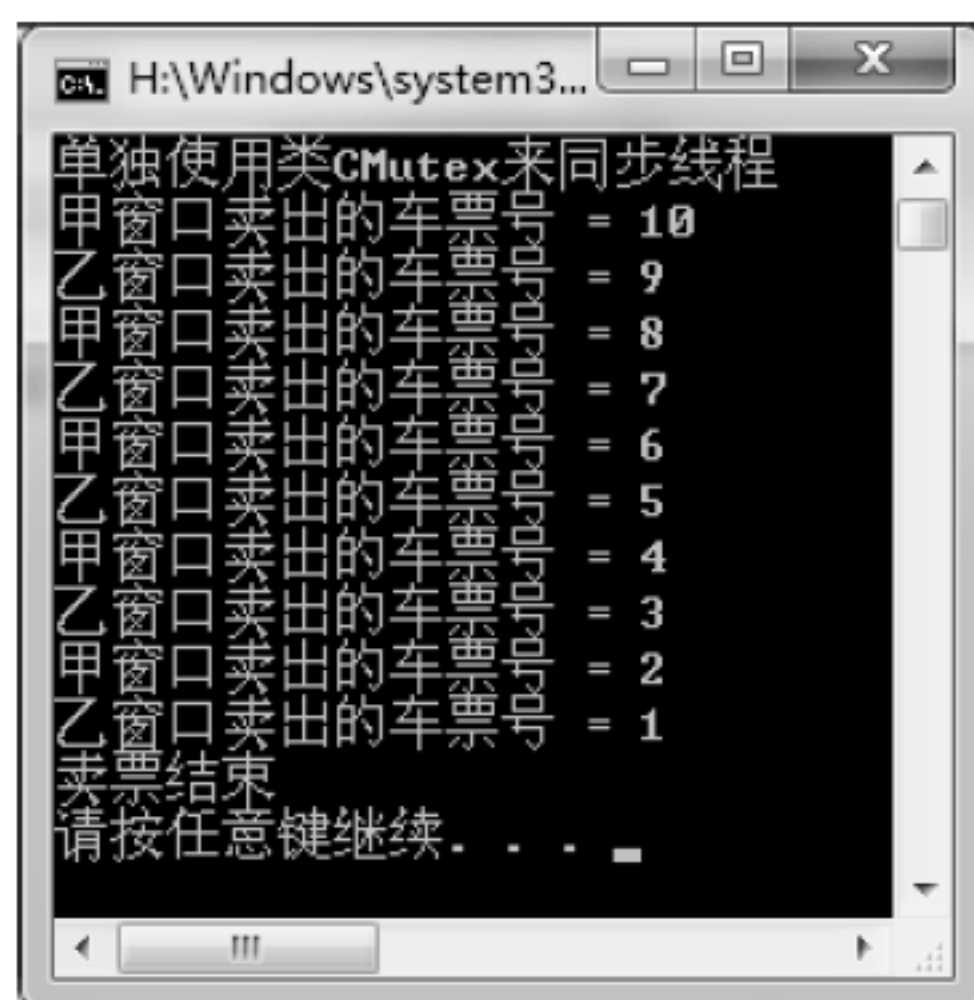 H:\Windows\system3...
单独使用类CMutex来同步线程
甲窗口卖出的车票号 = 10
乙窗口卖出的车票号 = 9
甲窗口卖出的车票号 = 8
乙窗口卖出的车票号 = 7
甲窗口卖出的车票号 = 6
乙窗口卖出的车票号 = 5
甲窗口卖出的车票号 = 4
乙窗口卖出的车票号 = 3
甲窗口卖出的车票号 = 2
乙窗口卖出的车票号 = 1
卖票结束
请按任意键继续. . .